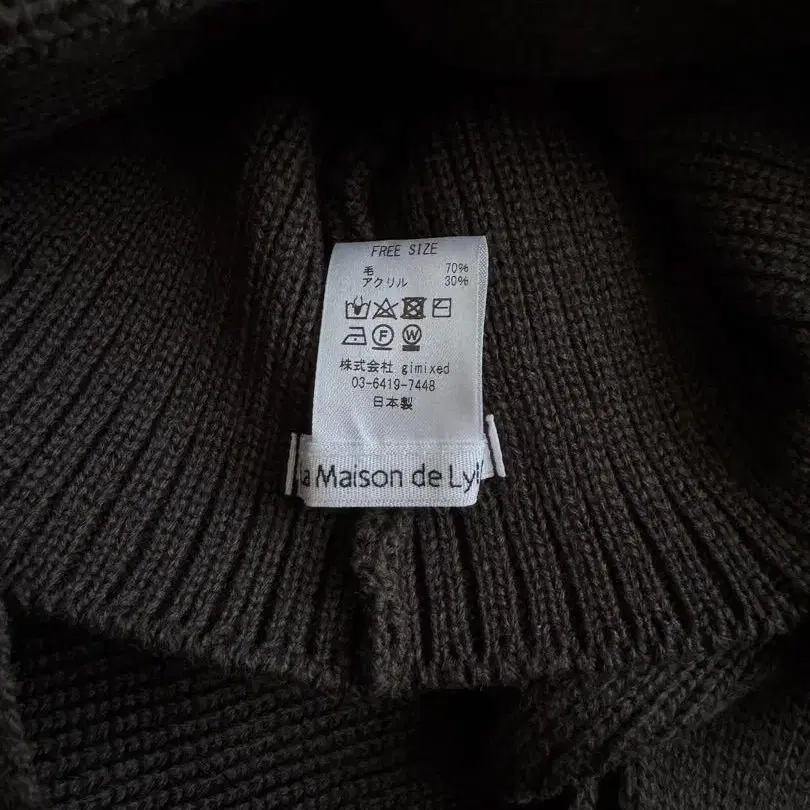 FREE SIZE
毛 70%
アクリル 30%
F W
株式会社 gimixed
03-6419-7448
日本製
Maison de